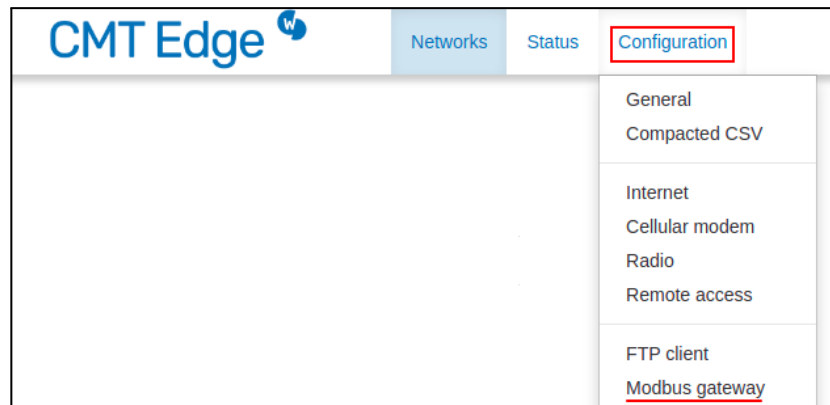 CMT Edge W
Networks Status Configuration
General
Compacted CSV
Internet
Cellular modem
Radio
Remote access
FTP client
Modbus gateway